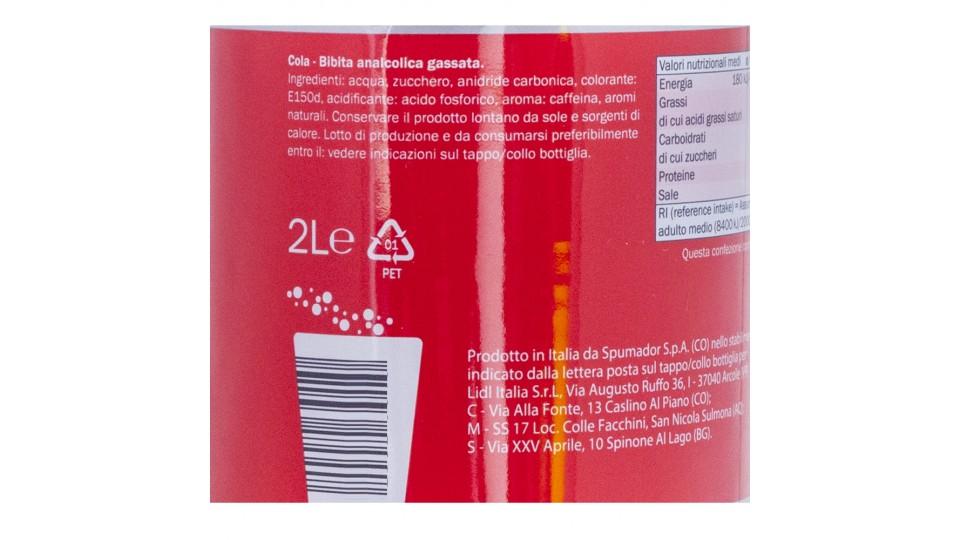 Cola - Bibita analcolica gassata.
Ingredienti: acqua, zucchero, anidride carbonica, colorante:
E150d, acidificante: acido fosforico, aroma: caffeina, aromi
naturali. Conservare il prodotto lontano da sole e sorgenti di
calore. Lotto di produzione e da consumarsi preferibilmente
entro il: vedere indicazioni sul tappo/collo bottiglia.
Valori nutrizionali medi
Energia 180
Grassi
di cui acidi grassi saturi
Carboidrati
di cui zuccheri
Proteine
Sale
RI (reference intake) =
adulto medio (8400 kJ/
Questa confezione
2L℮
01
PET
Prodotto in Italia da Spumador S.p.A. (CO) nello
indicato dalla lettera posta sul tappo/collo bottiglia per
Lidl Italia S.r.L, Via Augusto Ruffo 36, I - 37040 Arcole
C - Via Alla Fonte, 13 Caslino Al Piano (CO);
M - SS 17 Loc. Colle Facchini, San Nicola Sulmona (AQ);
S - Via XXV Aprile, 10 Spinone Al Lago (BG).